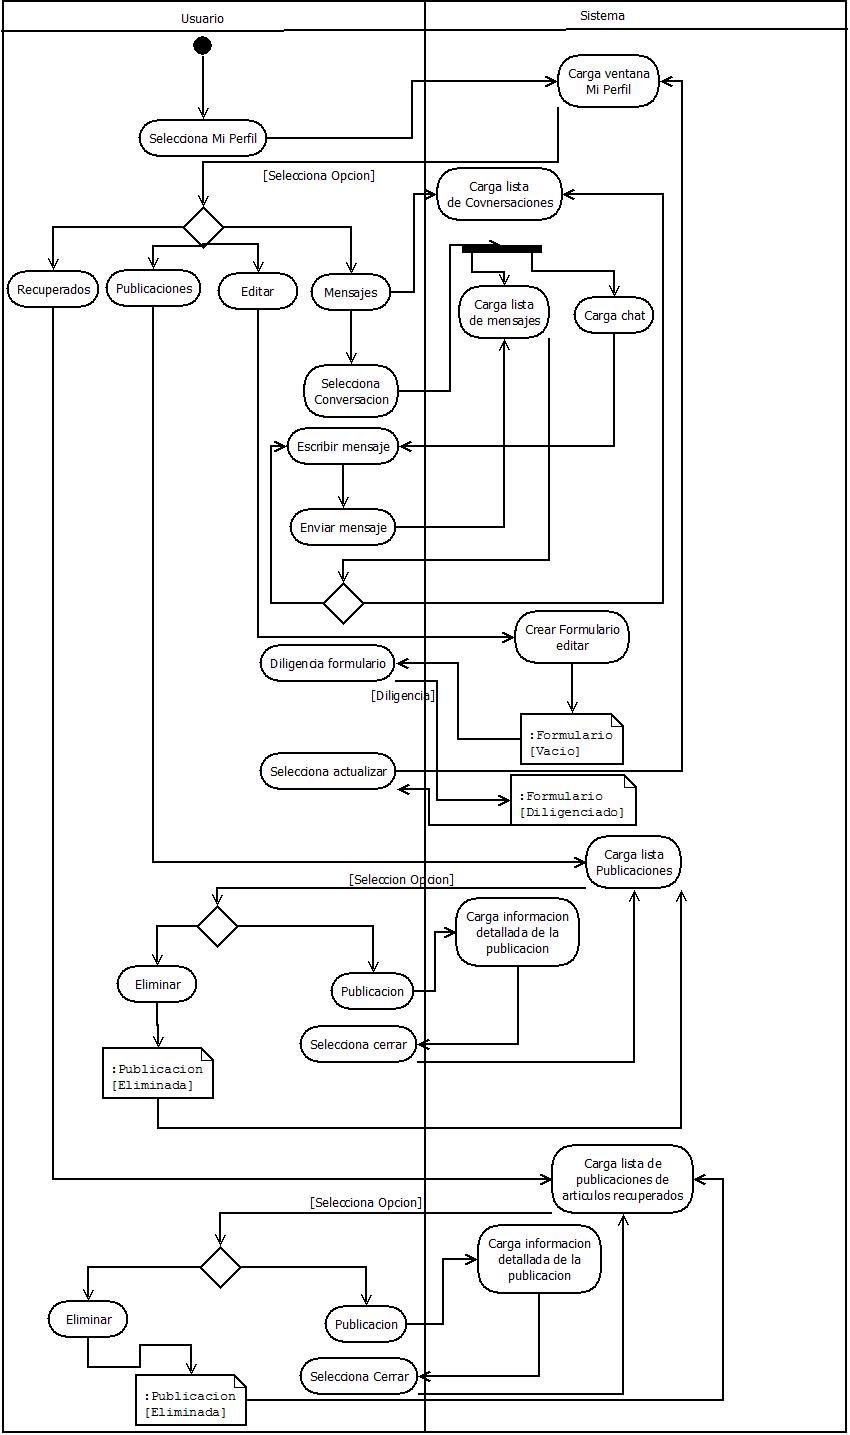 Usuario
Sistema
Carga ventana
Mi Perfil
Selecciona Mi Perfil
[Selecciona Opcion]
Carga lista
de Covnersaciones
Recuperados
Publicaciones
Editar
Mensajes
Carga lista
de mensajes
Carga chat
Selecciona
Conversacion
Escribir mensaje
Enviar mensaje
Crear Formulario
editar
Diligencia formulario
[Diligencia]
:Formulario
[Vacio]
Selecciona actualizar
:Formulario
[Diligenciado]
Carga lista
Publicaciones
[Seleccion Opcion]
Carga informacion
detallada de la
publicacion
Eliminar
Publicacion
Selecciona cerrar
:Publicacion
[Eliminada]
Carga lista de
publicaciones de
articulos recuperados
[Selecciona Opcion]
Carga informacion
detallada de la
publicacion
Eliminar
Publicacion
Selecciona Cerrar
:Publicacion
[Eliminada]